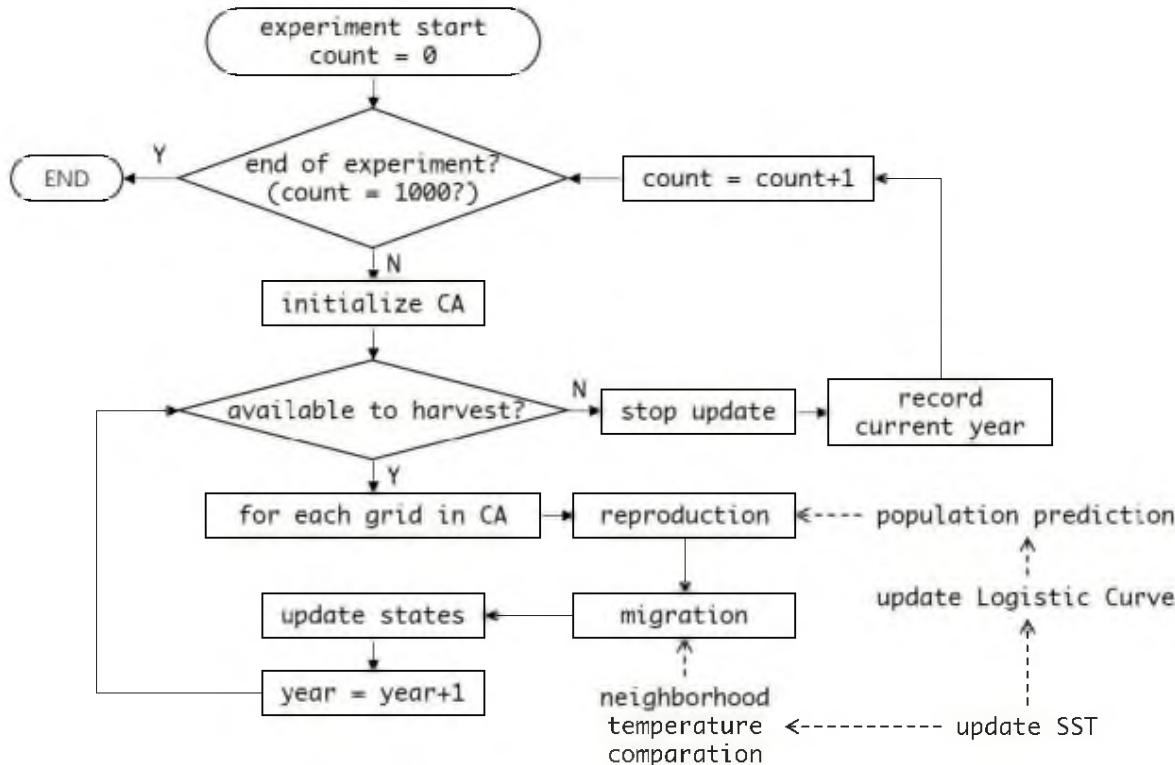 experiment start
count = 0
Y
END
end of experiment?
(count = 1000?)
count = count+1
N
initialize CA
available to harvest?
N
stop update
record
current year
Y
for each grid in CA
reproduction
population prediction
update states
migration
update Logistic Curve
year = year+1
neighborhood
temperature
comparation
update SST